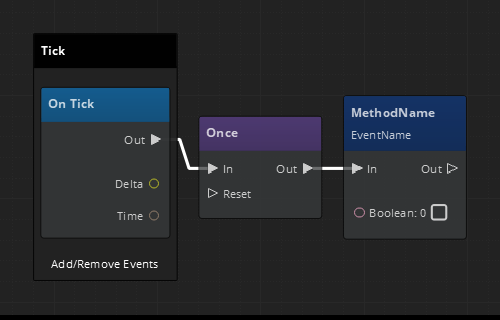 Tick
On Tick
Out
Delta
Time
Add/Remove Events
Once
In Out
Reset
MethodName
EventName
In Out
Boolean: 0